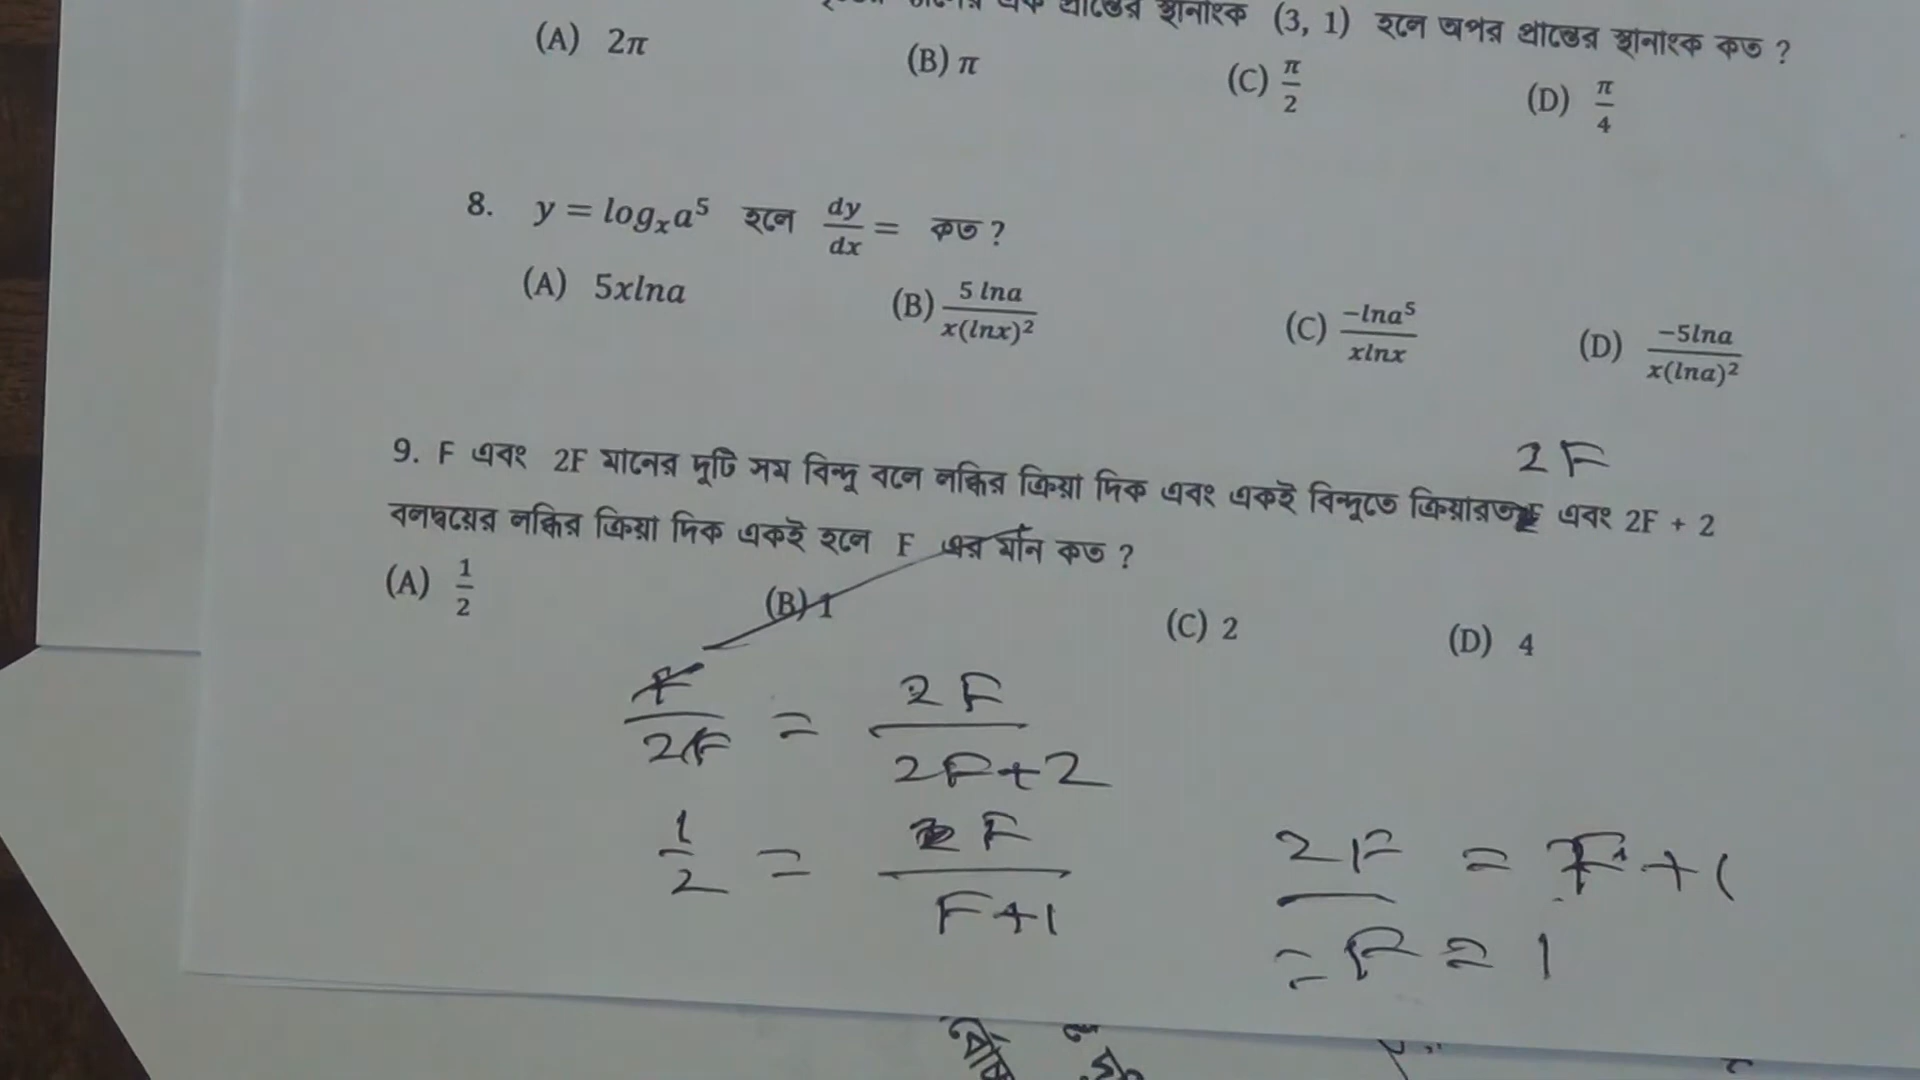 এক প্রান্তের স্থানাংক (3, 1) হলে অপর প্রান্তের স্থানাংক কত ?
(A) 2π (B) π (C) π/2 (D) π/4
8. y = logₓa⁵ হলে dy/dx = কত ?
(A) 5xlna (B) 5 lna/x(lnx)² (C) −lna⁵/xlnx (D) −5lna/x(lna)²
2F
9. F এবং 2F মানের দুটি সম বিন্দু বলে লব্ধির ক্রিয়া দিক এবং একই বিন্দুতে ক্রিয়ারত এবং 2F + 2
বলদ্বয়ের লব্ধির ক্রিয়া দিক একই হলে F এর মান কত ?
(A) 1/2 (B) 1 (C) 2 (D) 4
F/2F = 2F/2F+2
1/2 = F/F+1
2F = F + 1
= F = 1